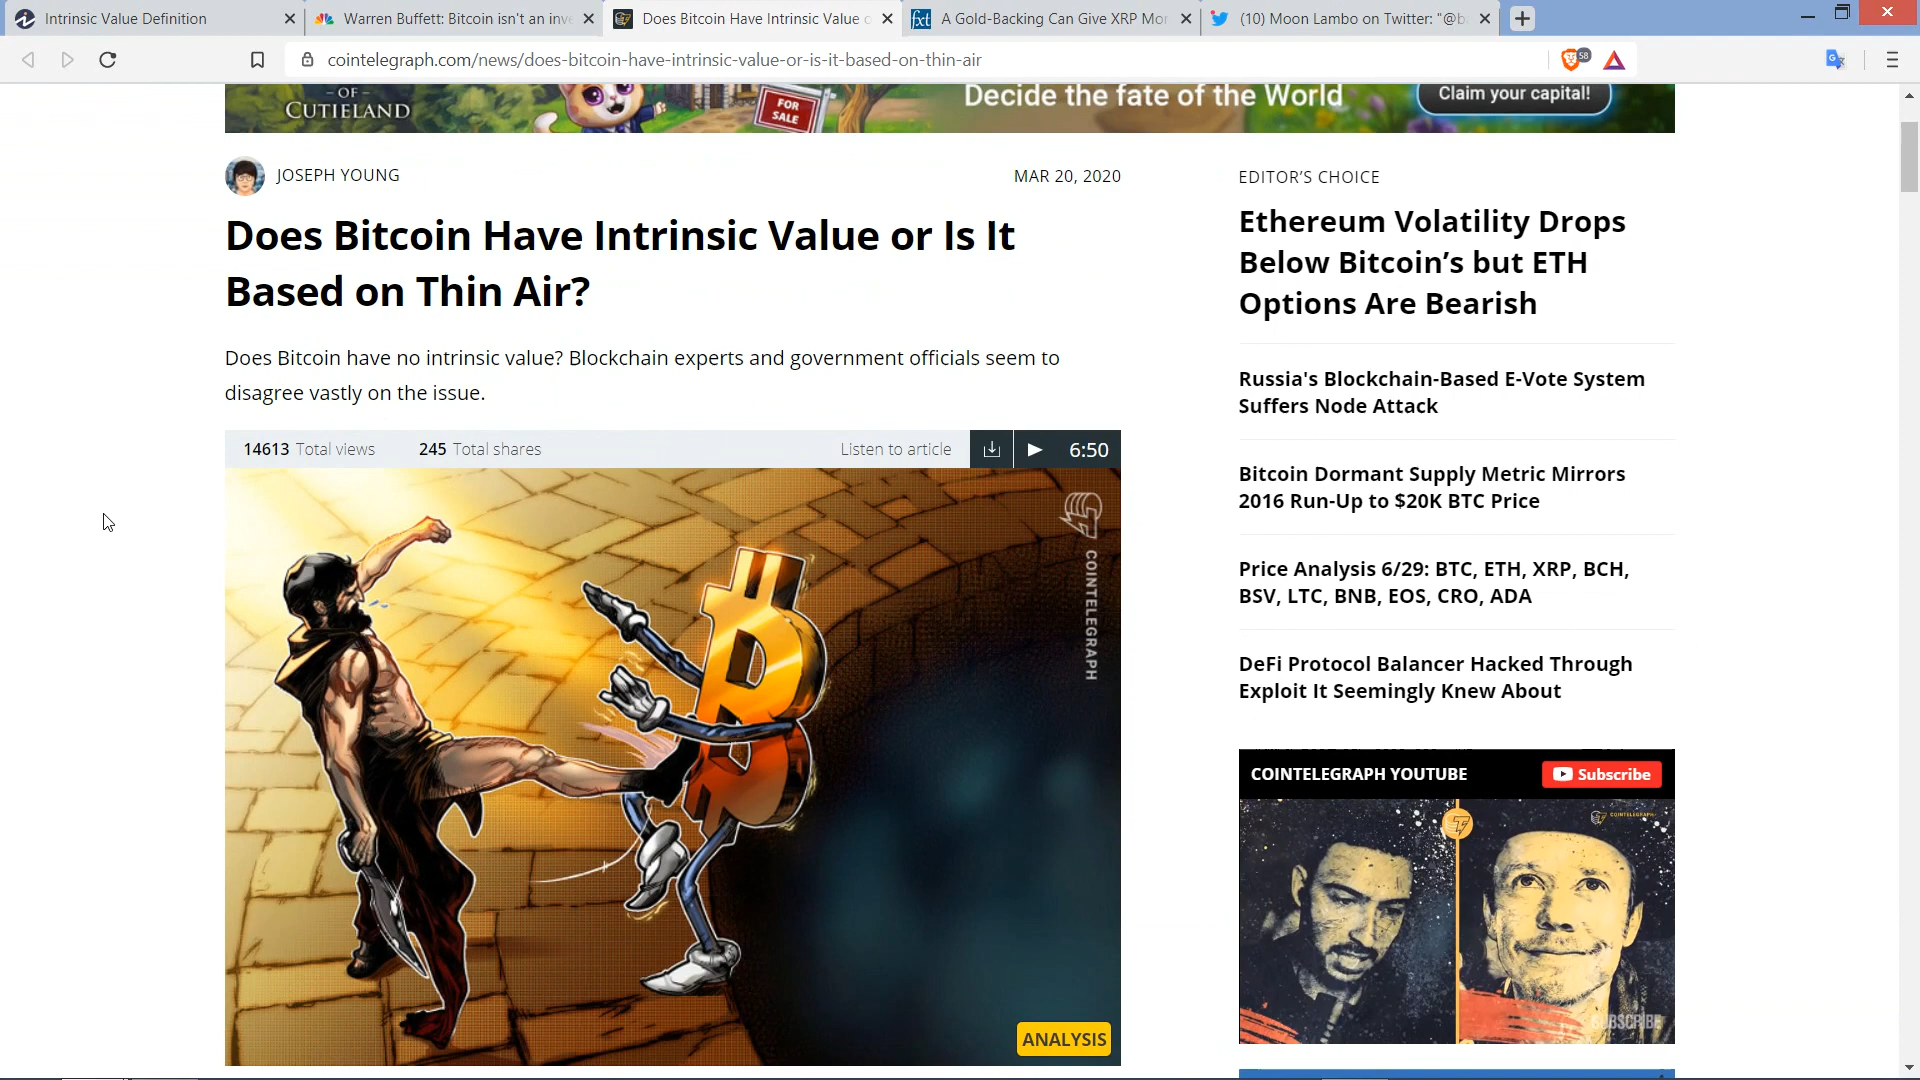 Intrinsic Value Definition
Warren Buffett: Bitcoin isn't an inve
Does Bitcoin Have Intrinsic Value o
A Gold-Backing Can Give XRP Mor
(10) Moon Lambo on Twitter: "@b
cointelegraph.com/news/does-bitcoin-have-intrinsic-value-or-is-it-based-on-thin-air
58
-OF-
CUTIELAND
FOR
SALE
Decide the fate of the World
Claim your capital!
JOSEPH YOUNG
MAR 20, 2020
Does Bitcoin Have Intrinsic Value or Is It
Based on Thin Air?
Does Bitcoin have no intrinsic value? Blockchain experts and government officials seem to
disagree vastly on the issue.
14613 Total views
245 Total shares
Listen to article
6:50
COINTELEGRAPH
ANALYSIS
EDITOR'S CHOICE
Ethereum Volatility Drops
Below Bitcoin's but ETH
Options Are Bearish
Russia's Blockchain-Based E-Vote System
Suffers Node Attack
Bitcoin Dormant Supply Metric Mirrors
2016 Run-Up to $20K BTC Price
Price Analysis 6/29: BTC, ETH, XRP, BCH,
BSV, LTC, BNB, EOS, CRO, ADA
DeFi Protocol Balancer Hacked Through
Exploit It Seemingly Knew About
COINTELEGRAPH YOUTUBE
Subscribe
COINTELEGRAPH
SUBSCRIBE